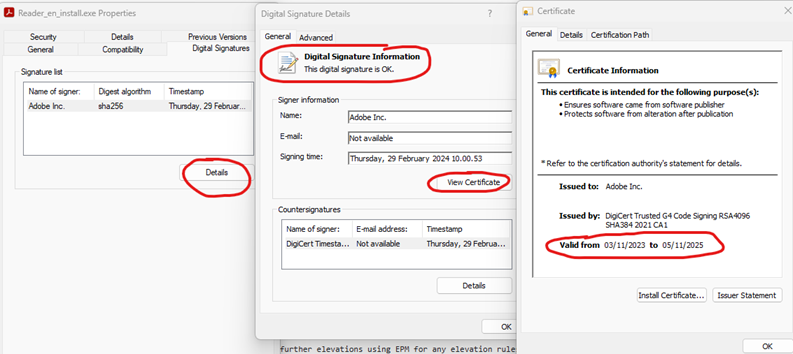 Reader_en_install.exe Properties
Security Details Previous Versions
General Compatibility Digital Signatures
Signature list
Name of signer: Digest algorithm Timestamp
Adobe Inc. sha256 Thursday, 29 Februar...
Details
Digital Signature Details
?
General Advanced
Digital Signature Information
This digital signature is OK.
Signer information
Name: Adobe Inc.
E-mail: Not available
Signing time: Thursday, 29 February 2024 10.00.53
View Certificate
Countersignatures
Name of signer: E-mail address: Timestamp
DigiCert Timesta... Not available Thursday, 29 Februa...
Details
OK
further elevations using EPM for any elevation rule
Certificate
General Details Certification Path
Certificate Information
This certificate is intended for the following purpose(s):
• Ensures software came from software publisher
• Protects software from alteration after publication
* Refer to the certification authority's statement for details.
Issued to: Adobe Inc.
Issued by: DigiCert Trusted G4 Code Signing RSA4096
SHA384 2021 CA1
Valid from 03/11/2023 to 05/11/2025
Install Certificate... Issuer Statement
OK